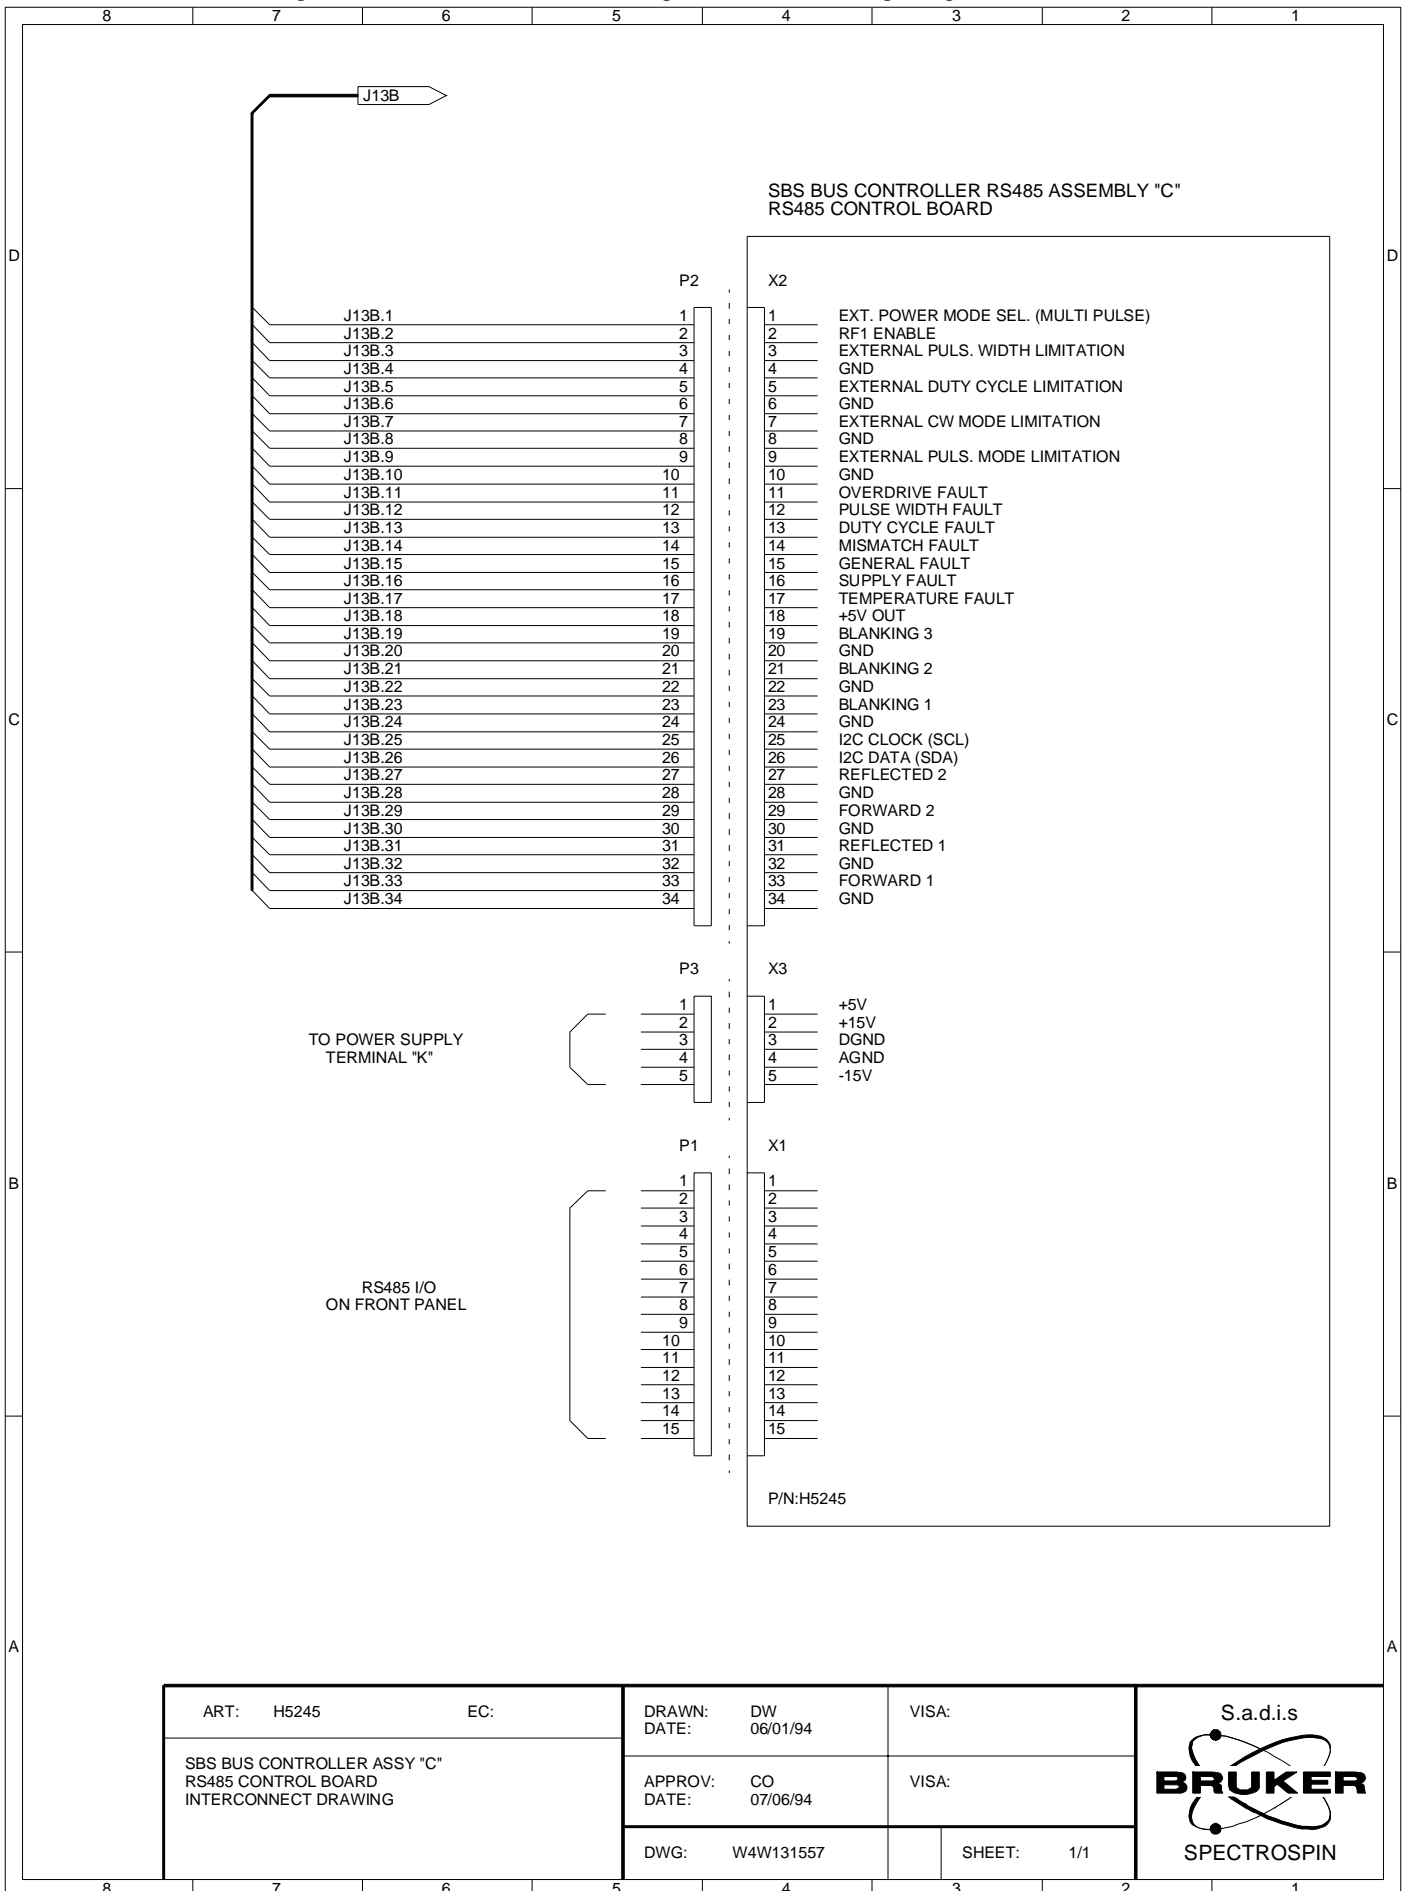 8 7 6 5 4 3 2 1
J13B
SBS BUS CONTROLLER RS485 ASSEMBLY "C"
RS485 CONTROL BOARD
D D
P2 X2
J13B.1 1 1 EXT. POWER MODE SEL. (MULTI PULSE)
J13B.2 2 2 RF1 ENABLE
J13B.3 3 3 EXTERNAL PULS. WIDTH LIMITATION
J13B.4 4 4 GND
J13B.5 5 5 EXTERNAL DUTY CYCLE LIMITATION
J13B.6 6 6 GND
J13B.7 7 7 EXTERNAL CW MODE LIMITATION
J13B.8 8 8 GND
J13B.9 9 9 EXTERNAL PULS. MODE LIMITATION
J13B.10 10 10 GND
J13B.11 11 11 OVERDRIVE FAULT
J13B.12 12 12 PULSE WIDTH FAULT
J13B.13 13 13 DUTY CYCLE FAULT
J13B.14 14 14 MISMATCH FAULT
J13B.15 15 15 GENERAL FAULT
J13B.16 16 16 SUPPLY FAULT
J13B.17 17 17 TEMPERATURE FAULT
J13B.18 18 18 +5V OUT
J13B.19 19 19 BLANKING 3
J13B.20 20 20 GND
J13B.21 21 21 BLANKING 2
J13B.22 22 22 GND
J13B.23 23 23 BLANKING 1
C C
J13B.24 24 24 GND
J13B.25 25 25 I2C CLOCK (SCL)
J13B.26 26 26 I2C DATA (SDA)
J13B.27 27 27 REFLECTED 2
J13B.28 28 28 GND
J13B.29 29 29 FORWARD 2
J13B.30 30 30 GND
J13B.31 31 31 REFLECTED 1
J13B.32 32 32 GND
J13B.33 33 33 FORWARD 1
J13B.34 34 34 GND
P3 X3
1 1 +5V
2 2 +15V
TO POWER SUPPLY 3 3 DGND
TERMINAL "K" 4 4 AGND
5 5 -15V
P1 X1
1 1
B B
2 2
3 3
4 4
5 5
6 6
RS485 I/O 7 7
ON FRONT PANEL 8 8
9 9
10 10
11 11
12 12
13 13
14 14
15 15
P/N:H5245
A A
ART: H5245 EC:
SBS BUS CONTROLLER ASSY "C"
RS485 CONTROL BOARD
INTERCONNECT DRAWING
DRAWN: DW
DATE: 06/01/94
VISA:
APPROV: CO
DATE: 07/06/94
VISA:
DWG: W4W131557
SHEET: 1/1
S.a.d.i.s
BRUKER
SPECTROSPIN
8 7 6 5 4 3 2 1